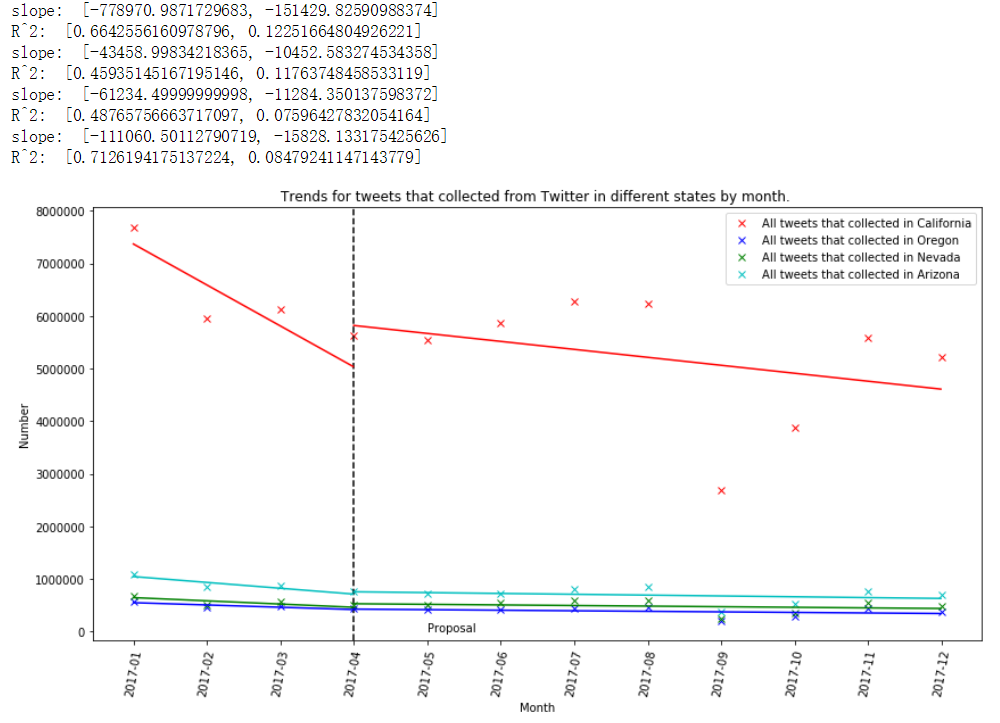 slope:  [-778970.9871729683, -151429.82590988374]
R^2:  [0.6642556160978796, 0.12251664804926221]
slope:  [-43458.99834218365, -10452.583274534358]
R^2:  [0.45935145167195146, 0.11763748458533119]
slope:  [-61234.49999999998, -11284.350137598372]
R^2:  [0.48765756663717097, 0.07596427832054164]
slope:  [-111060.50112790719, -15828.133175425626]
R^2:  [0.7126194175137224, 0.08479241147143779]
Trends for tweets that collected from Twitter in different states by month.
All tweets that collected in California
All tweets that collected in Oregon
All tweets that collected in Nevada
All tweets that collected in Arizona
Number
8000000
7000000
6000000
5000000
4000000
3000000
2000000
1000000
0
Proposal
2017-01
2017-02
2017-03
2017-04
2017-05
2017-06
2017-07
2017-08
2017-09
2017-10
2017-11
2017-12
Month